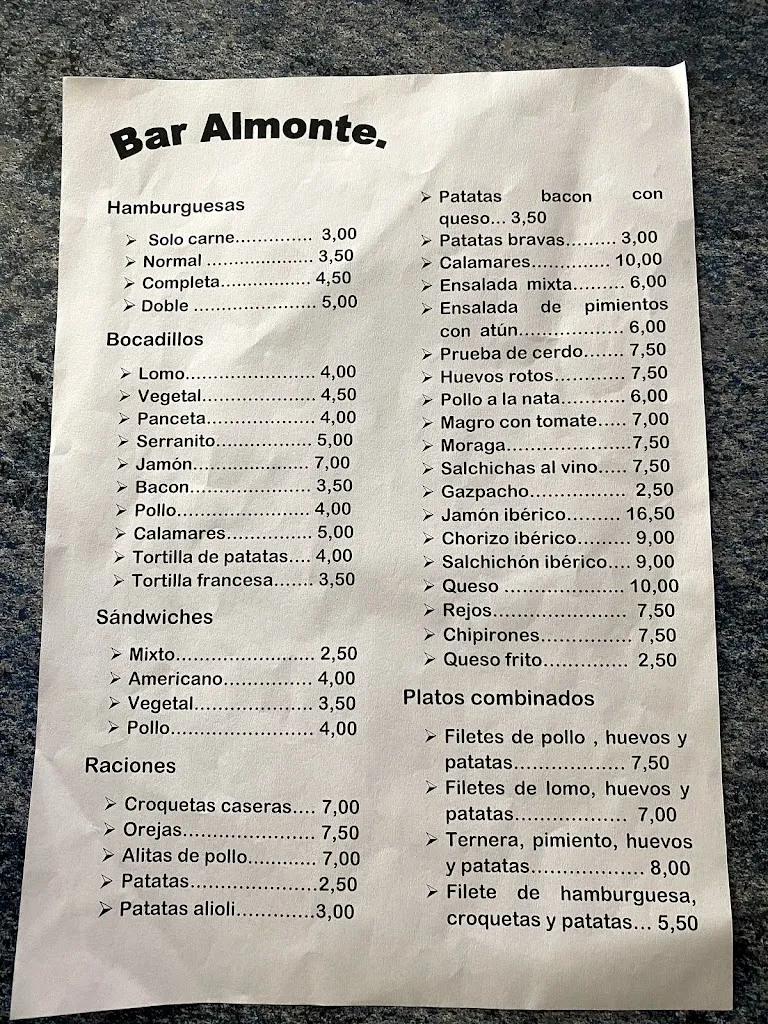 Bar Almonte.
Hamburguesas
➢ Solo carne............. 3,00
➢ Normal .................. 3,50
➢ Completa............... 4,50
➢ Doble .................... 5,00
Bocadillos
➢ Lomo...................... 4,00
➢ Vegetal................... 4,50
➢ Panceta.................. 4,00
➢ Serranito................ 5,00
➢ Jamón.................... 7,00
➢ Bacon..................... 3,50
➢ Pollo....................... 4,00
➢ Calamares............... 5,00
➢ Tortilla de patatas.... 4,00
➢ Tortilla francesa....... 3,50
Sándwiches
➢ Mixto....................... 2,50
➢ Americano............... 4,00
➢ Vegetal.................... 3,50
➢ Pollo........................ 4,00
Raciones
➢ Croquetas caseras.... 7,00
➢ Orejas...................... 7,50
➢ Alitas de pollo........... 7,00
➢ Patatas.....................2,50
➢ Patatas alioli.............3,00
➢ Patatas bacon con
queso... 3,50
➢ Patatas bravas......... 3,00
➢ Calamares............. 10,00
➢ Ensalada mixta......... 6,00
➢ Ensalada de pimientos
con atún.................. 6,00
➢ Prueba de cerdo....... 7,50
➢ Huevos rotos............ 7,50
➢ Pollo a la nata........... 6,00
➢ Magro con tomate..... 7,00
➢ Moraga.....................7,50
➢ Salchichas al vino..... 7,50
➢ Gazpacho................ 2,50
➢ Jamón ibérico......... 16,50
➢ Chorizo ibérico......... 9,00
➢ Salchichón ibérico.... 9,00
➢ Queso .................... 10,00
➢ Rejos....................... 7,50
➢ Chipirones............... 7,50
➢ Queso frito.............. 2,50
Platos combinados
➢ Filetes de pollo , huevos y
patatas................... 7,50
➢ Filetes de lomo, huevos y
patatas................... 7,00
➢ Ternera, pimiento, huevos
y patatas................... 8,00
➢ Filete de hamburguesa,
croquetas y patatas... 5,50